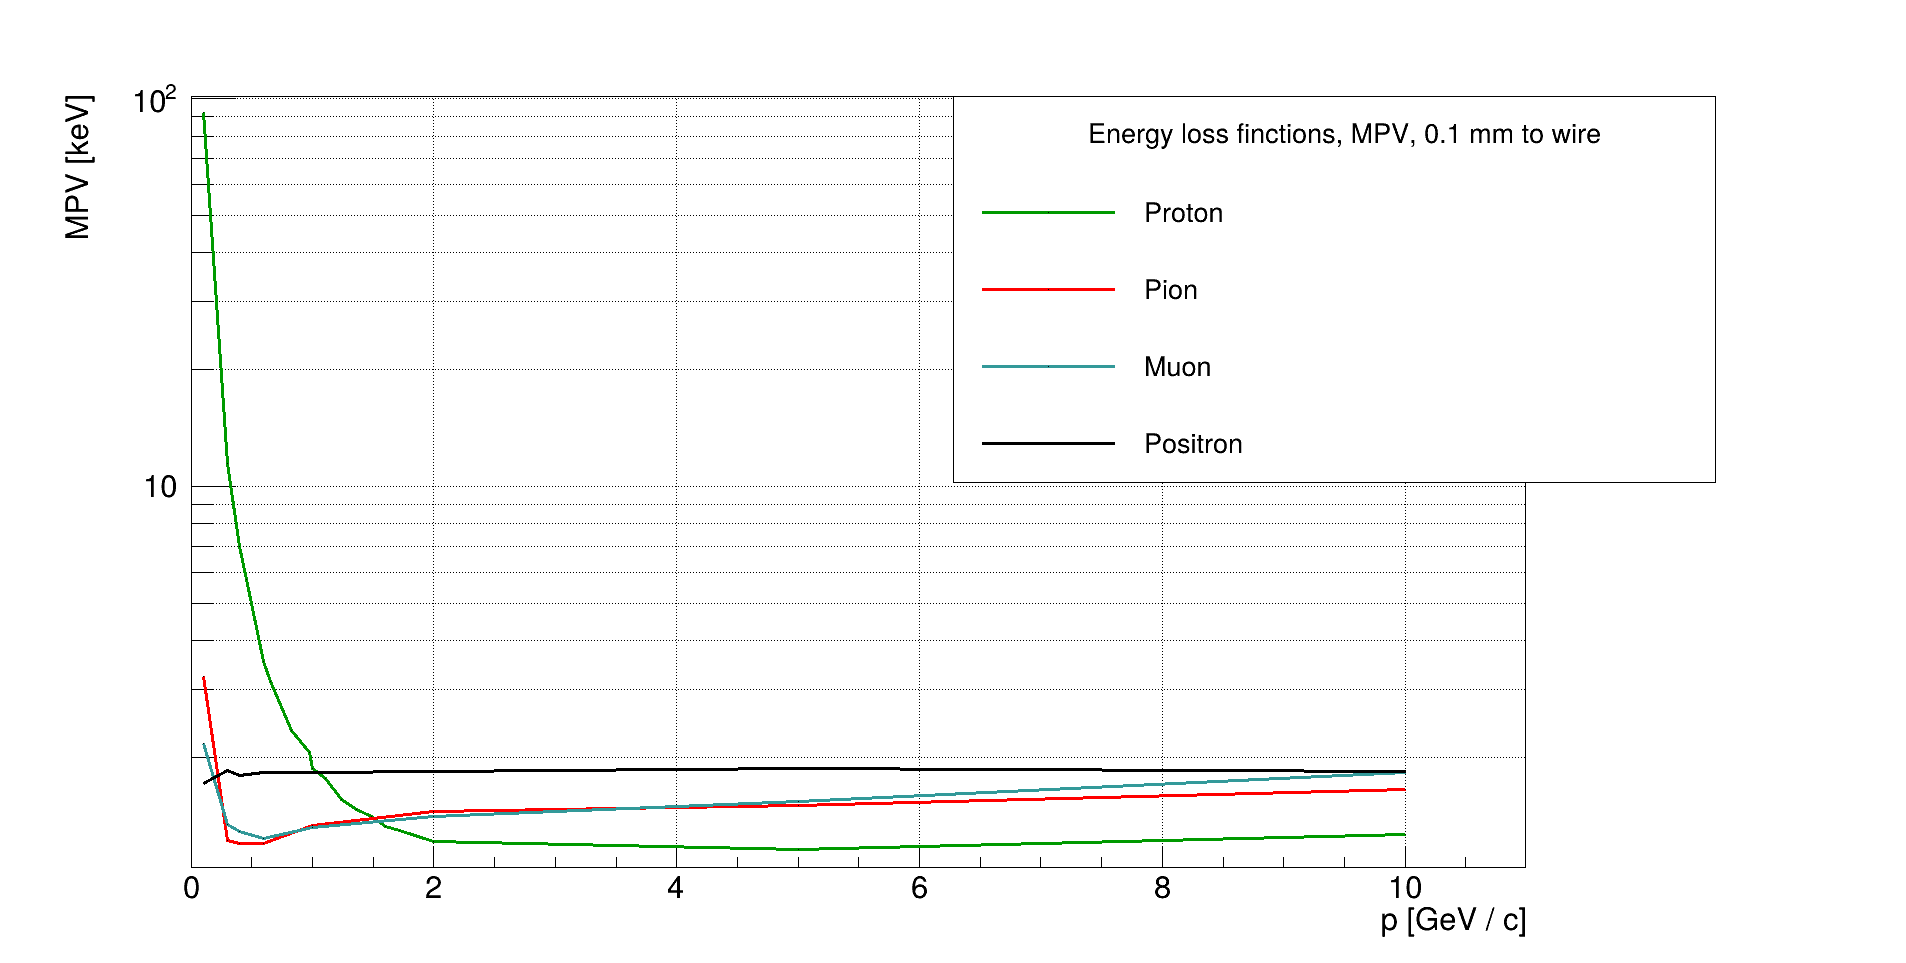 10²
MPV [keV]
Energy loss finctions, MPV, 0.1 mm to wire
Proton
Pion
Muon
Positron
10
0 2 4 6 8 10
p [GeV / c]